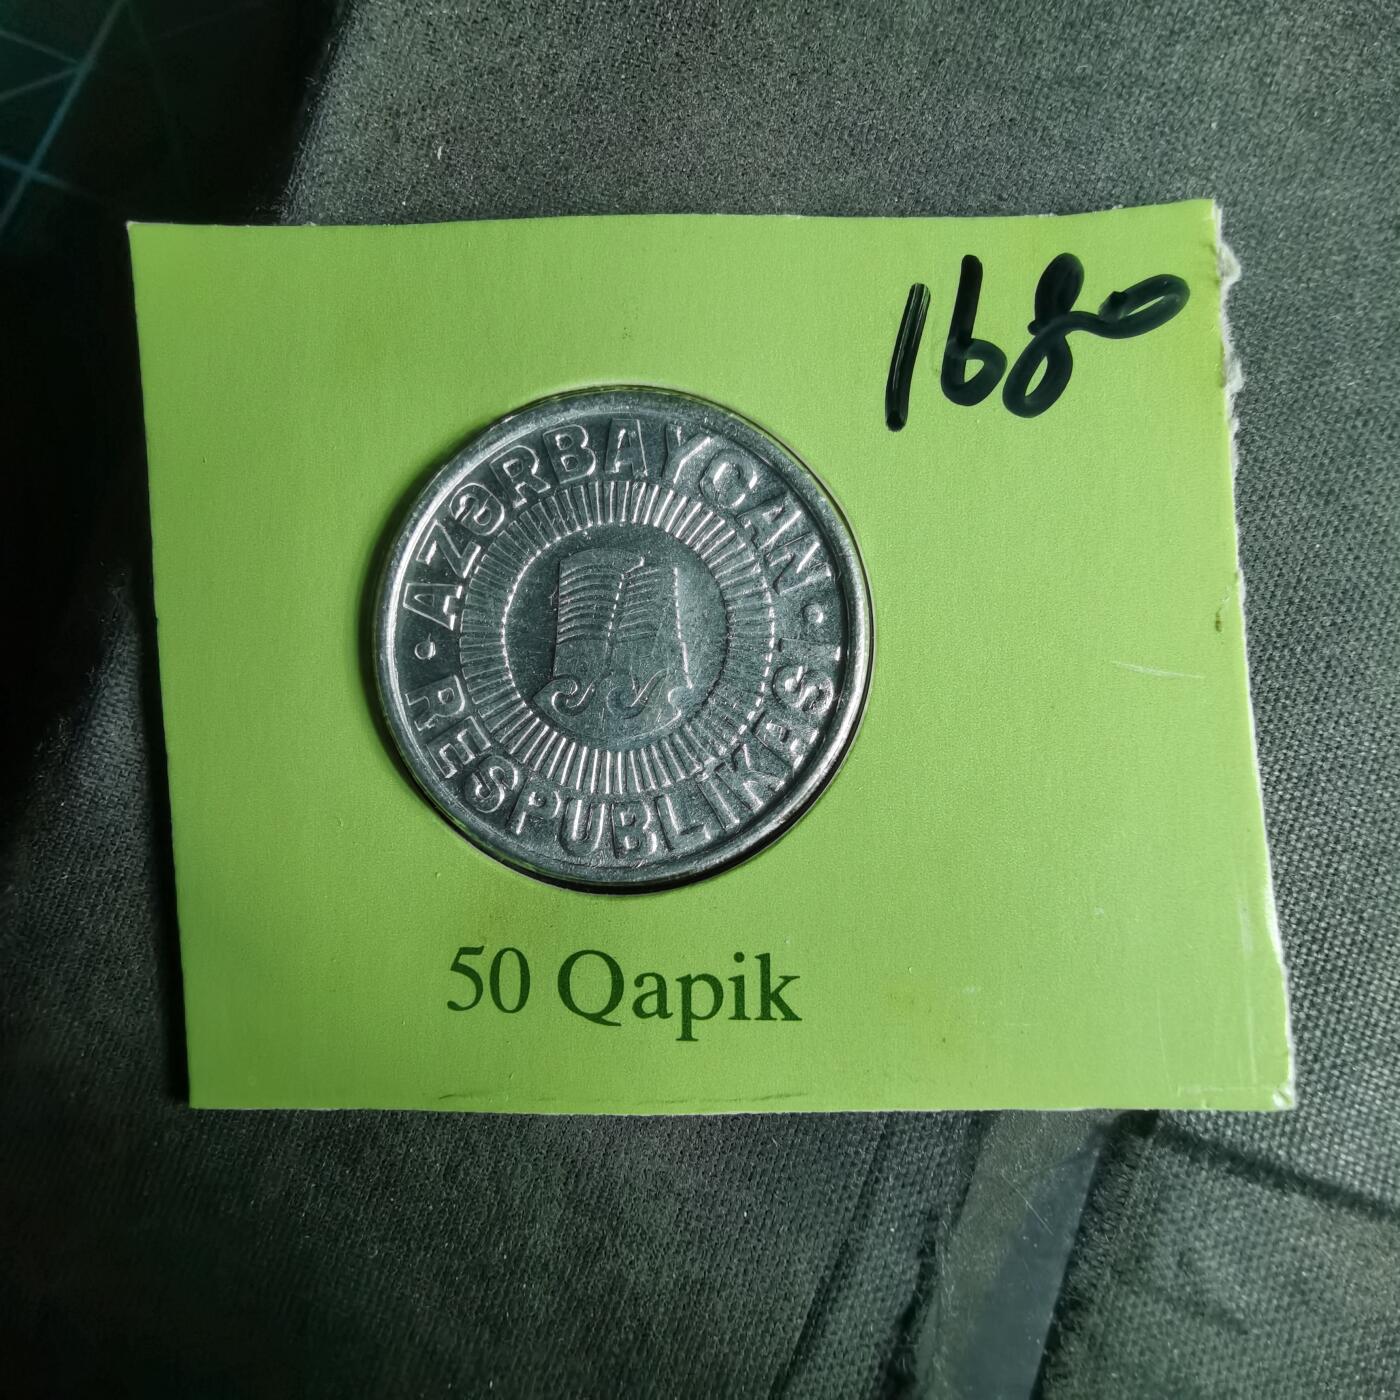 1680
AZƏRBAYCAN
RESPUBLİKASI
50 Qapik